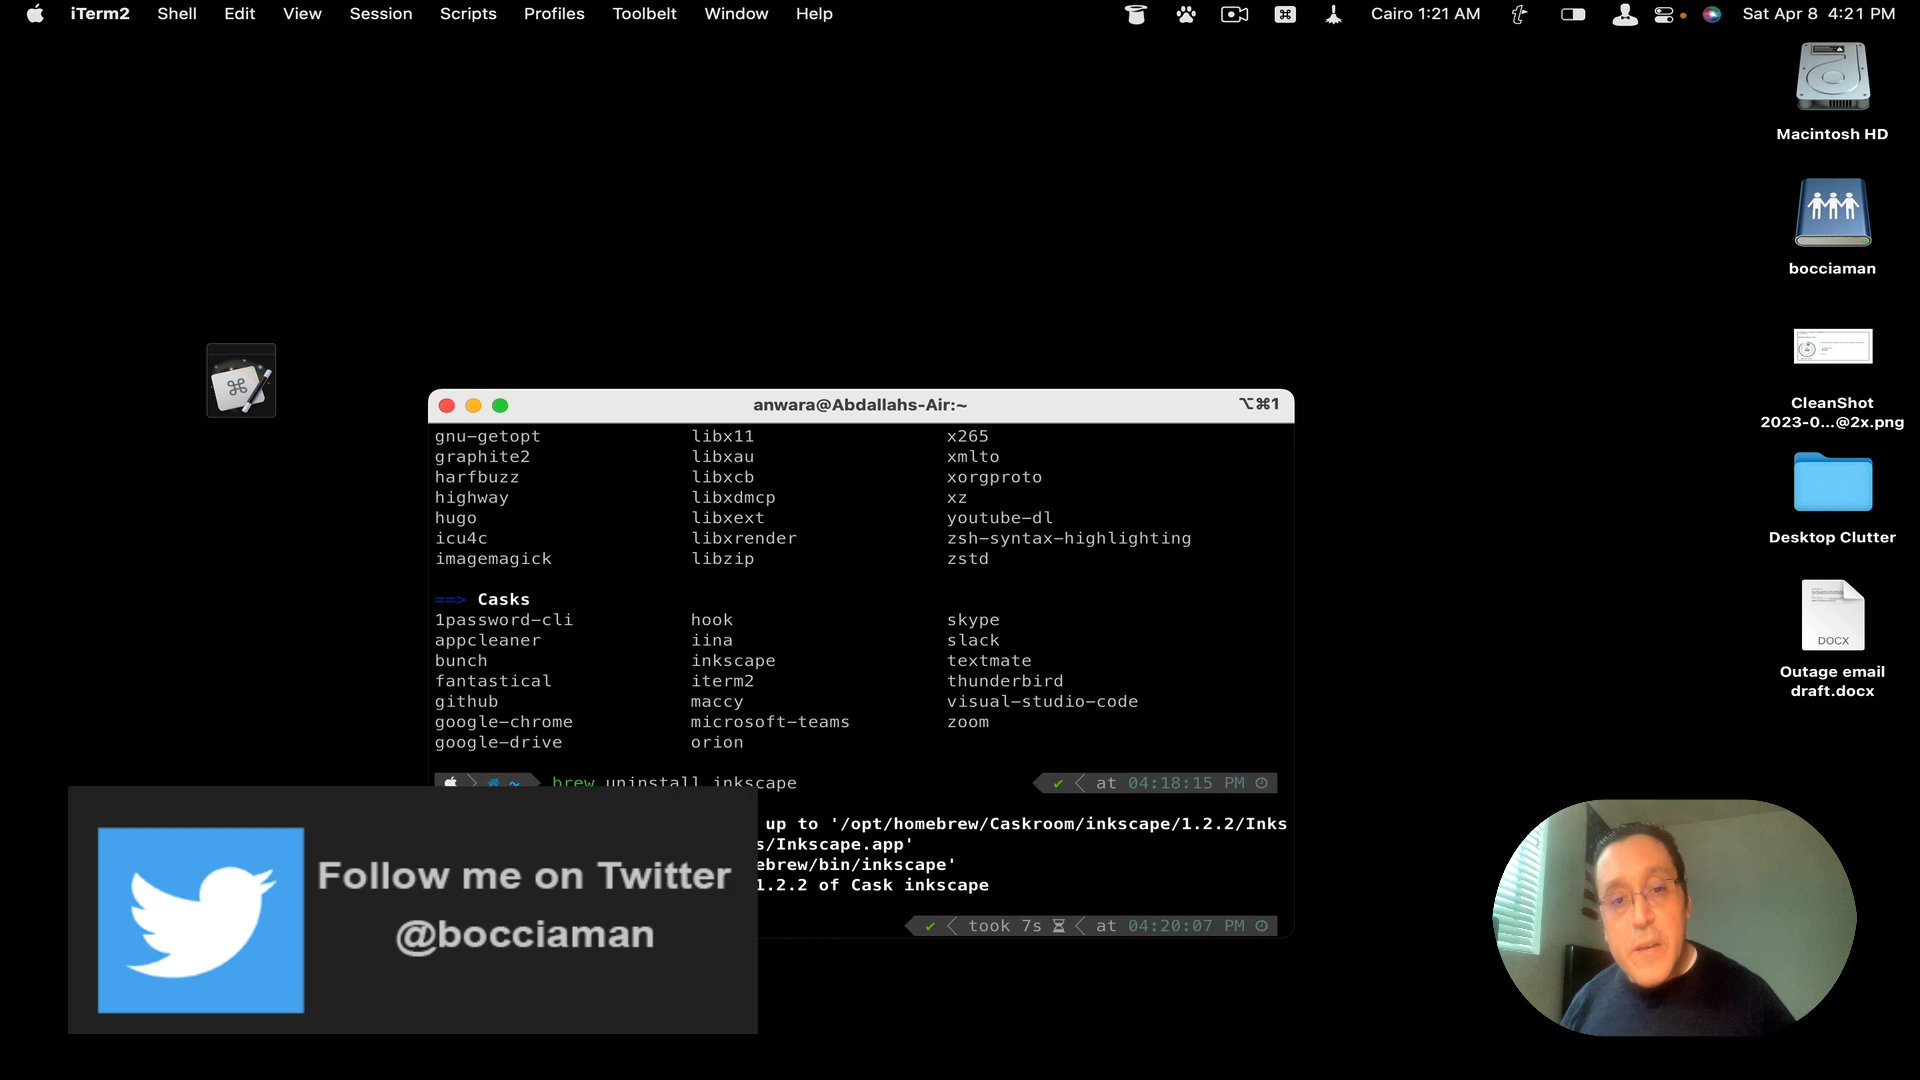 iTerm2 Shell Edit View Session Scripts Profiles Toolbelt Window Help Cairo 1:21 AM Sat Apr 8 4:21 PM
Macintosh HD
bocciaman
CleanShot
2023-0...@2x.png
Desktop Clutter
DOCX
Outage email
draft.docx
anwara@Abdallahs-Air:~ ⌥⌘1
gnu-getopt libx11 x265
graphite2 libxau xmlto
harfbuzz libxcb xorgproto
highway libxdmcp xz
hugo libxext youtube-dl
icu4c libxrender zsh-syntax-highlighting
imagemagick libzip zstd
==> Casks
1password-cli hook skype
appcleaner iina slack
bunch inkscape textmate
fantastical iterm2 thunderbird
github maccy visual-studio-code
google-chrome microsoft-teams zoom
google-drive orion
~ brew uninstall inkscape ✔ at 04:18:15 PM
up to '/opt/homebrew/Caskroom/inkscape/1.2.2/Inks
s/Inkscape.app'
ebrew/bin/inkscape'
1.2.2 of Cask inkscape
✔ took 7s at 04:20:07 PM
Follow me on Twitter
@bocciaman